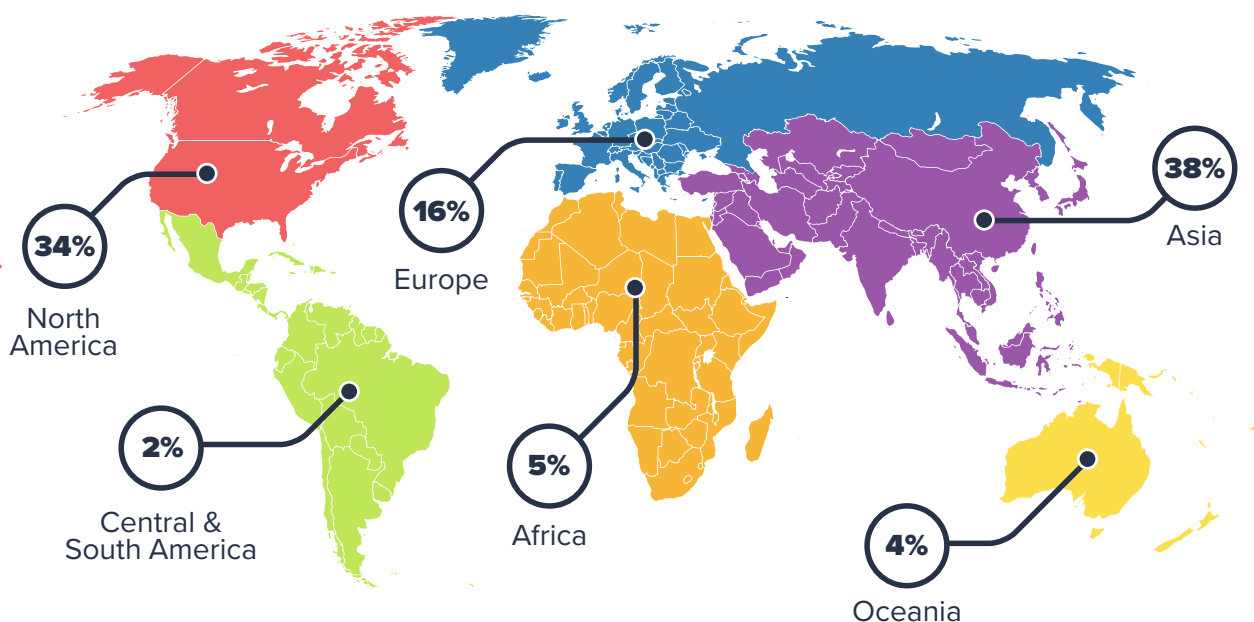 34%
North
America
16%
Europe
38%
Asia
2%
Central &
South America
5%
Africa
4%
Oceania